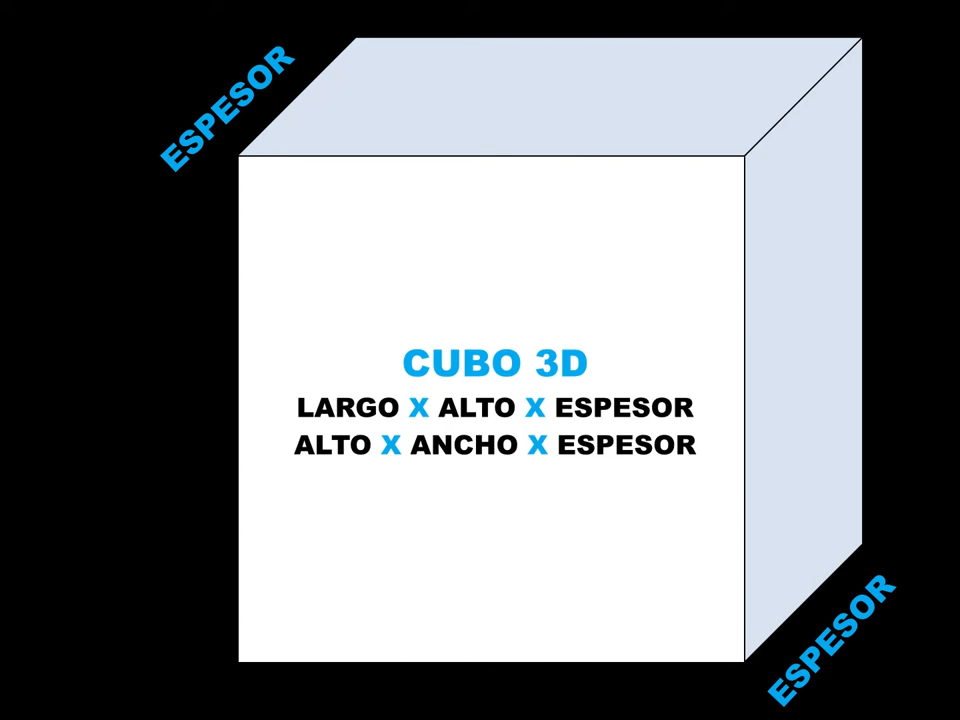 ESPESOR
CUBO 3D
LARGO X ALTO X ESPESOR
ALTO X ANCHO X ESPESOR
ESPESOR